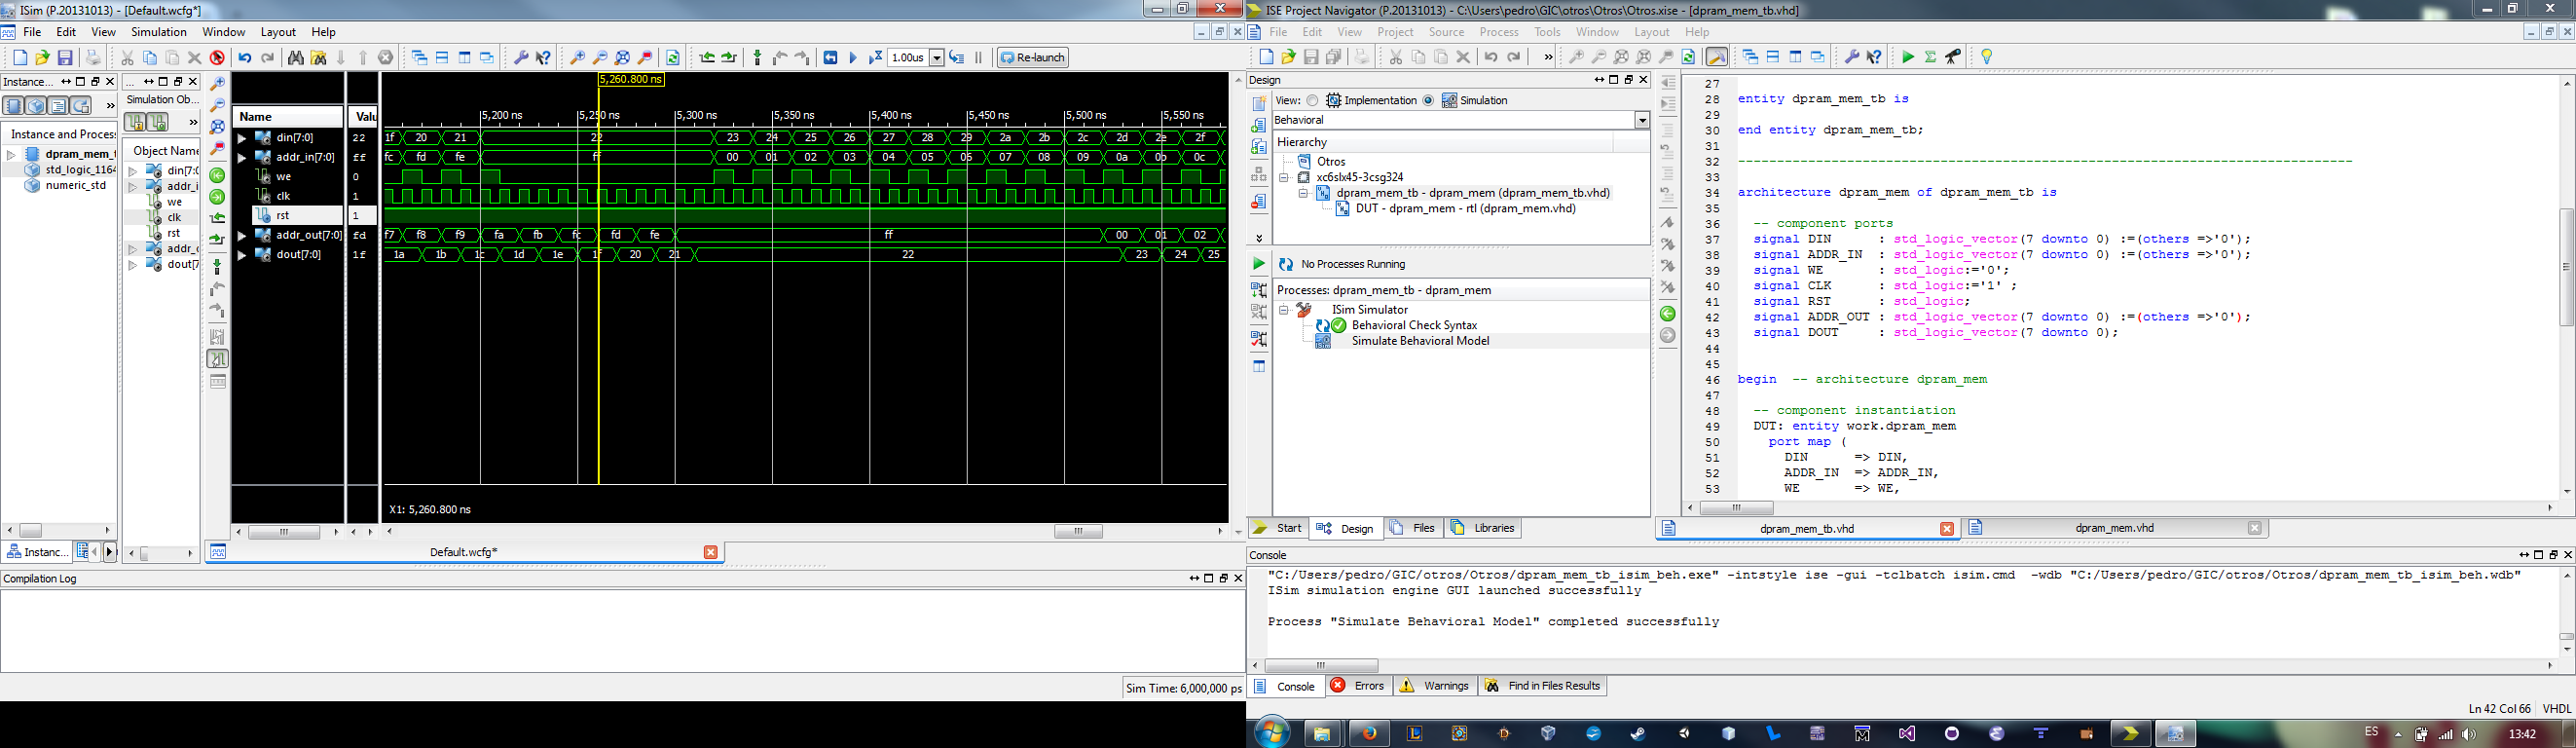 ISim (P.20131013) - [Default.wcfg*]
File Edit View Simulation Window Layout Help
1.00us
Re-launch
Instance...
...
Simulation Ob...
Instance and Process
Object Name
dpram_mem_t
std_logic_1164
numeric_std
din[7:0
addr_i
we
clk
rst
addr_c
dout[7
Name Valu
5,260.800 ns
5,200 ns 5,250 ns 5,300 ns 5,350 ns 5,400 ns 5,450 ns 5,500 ns 5,550 ns
din[7:0] 22 1f 20 21 22 23 24 25 26 27 28 29 2a 2b 2c 2d 2e 2f
addr_in[7:0] ff fc fd fe ff 00 01 02 03 04 05 06 07 08 09 0a 0b 0c
we 0
clk 1
rst 1
addr_out[7:0] fd f7 f8 f9 fa fb fc fd fe ff 00 01 02
dout[7:0] 1f 1a 1b 1c 1d 1e 1f 20 21 22 23 24 25
X1: 5,260.800 ns
Instanc...
Default.wcfg*
Compilation Log
Sim Time: 6,000,000 ps
ISE Project Navigator (P.20131013) - C:\Users\pedro\GIC\otros\Otros\Otros.xise - [dpram_mem_tb.vhd]
File Edit View Project Source Process Tools Window Layout Help
Design
View: Implementation Simulation
Behavioral
Hierarchy
Otros
xc6slx45-3csg324
dpram_mem_tb - dpram_mem (dpram_mem_tb.vhd)
DUT - dpram_mem - rtl (dpram_mem.vhd)
No Processes Running
Processes: dpram_mem_tb - dpram_mem
ISim Simulator
Behavioral Check Syntax
Simulate Behavioral Model
Start Design Files Libraries
27
28 entity dpram_mem_tb is
29
30 end entity dpram_mem_tb;
31
32 -------------------------------------------------------------------------------
33
34 architecture dpram_mem of dpram_mem_tb is
35
36 -- component ports
37 signal DIN : std_logic_vector(7 downto 0) :=(others =>'0');
38 signal ADDR_IN : std_logic_vector(7 downto 0) :=(others =>'0');
39 signal WE : std_logic:='0';
40 signal CLK : std_logic:='1' ;
41 signal RST : std_logic;
42 signal ADDR_OUT : std_logic_vector(7 downto 0) :=(others =>'0');
43 signal DOUT : std_logic_vector(7 downto 0);
44
45
46 begin -- architecture dpram_mem
47
48 -- component instantiation
49 DUT: entity work.dpram_mem
50 port map (
51 DIN => DIN,
52 ADDR_IN => ADDR_IN,
53 WE => WE,
dpram_mem_tb.vhd dpram_mem.vhd
Console
"C:/Users/pedro/GIC/otros/Otros/dpram_mem_tb_isim_beh.exe" -intstyle ise -gui -tclbatch isim.cmd -wdb "C:/Users/pedro/GIC/otros/Otros/dpram_mem_tb_isim_beh.wdb"
ISim simulation engine GUI launched successfully
Process "Simulate Behavioral Model" completed successfully
Console Errors Warnings Find in Files Results
Ln 42 Col 66 VHDL
ES 13:42